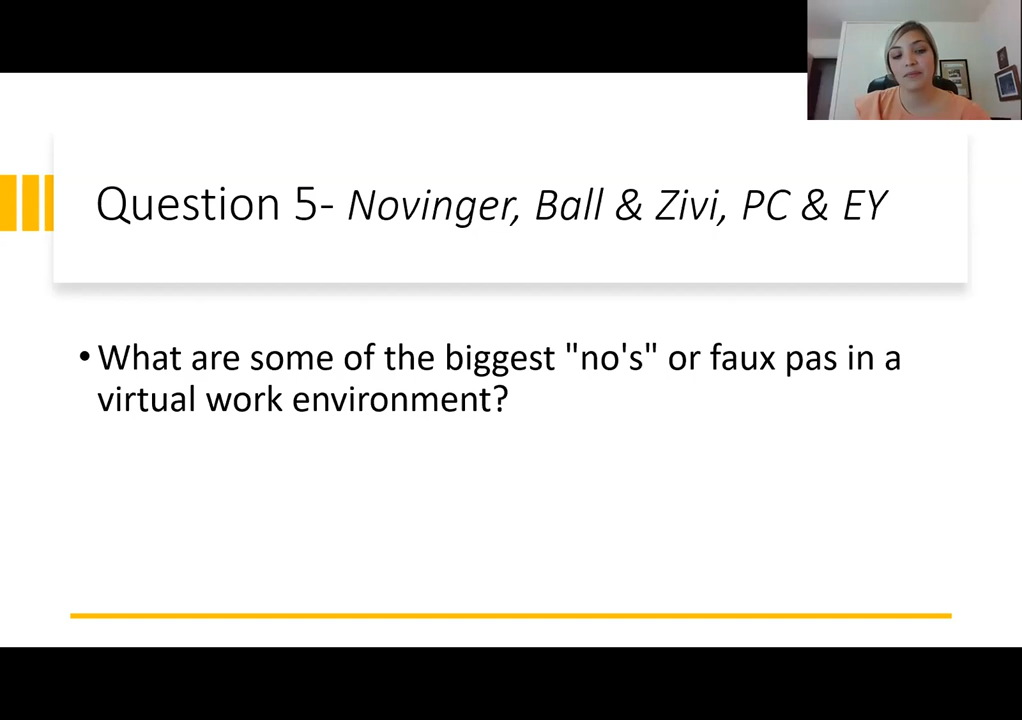 Question 5- Novinger, Ball & Zivi, PC & EY
• What are some of the biggest "no's" or faux pas in a
virtual work environment?